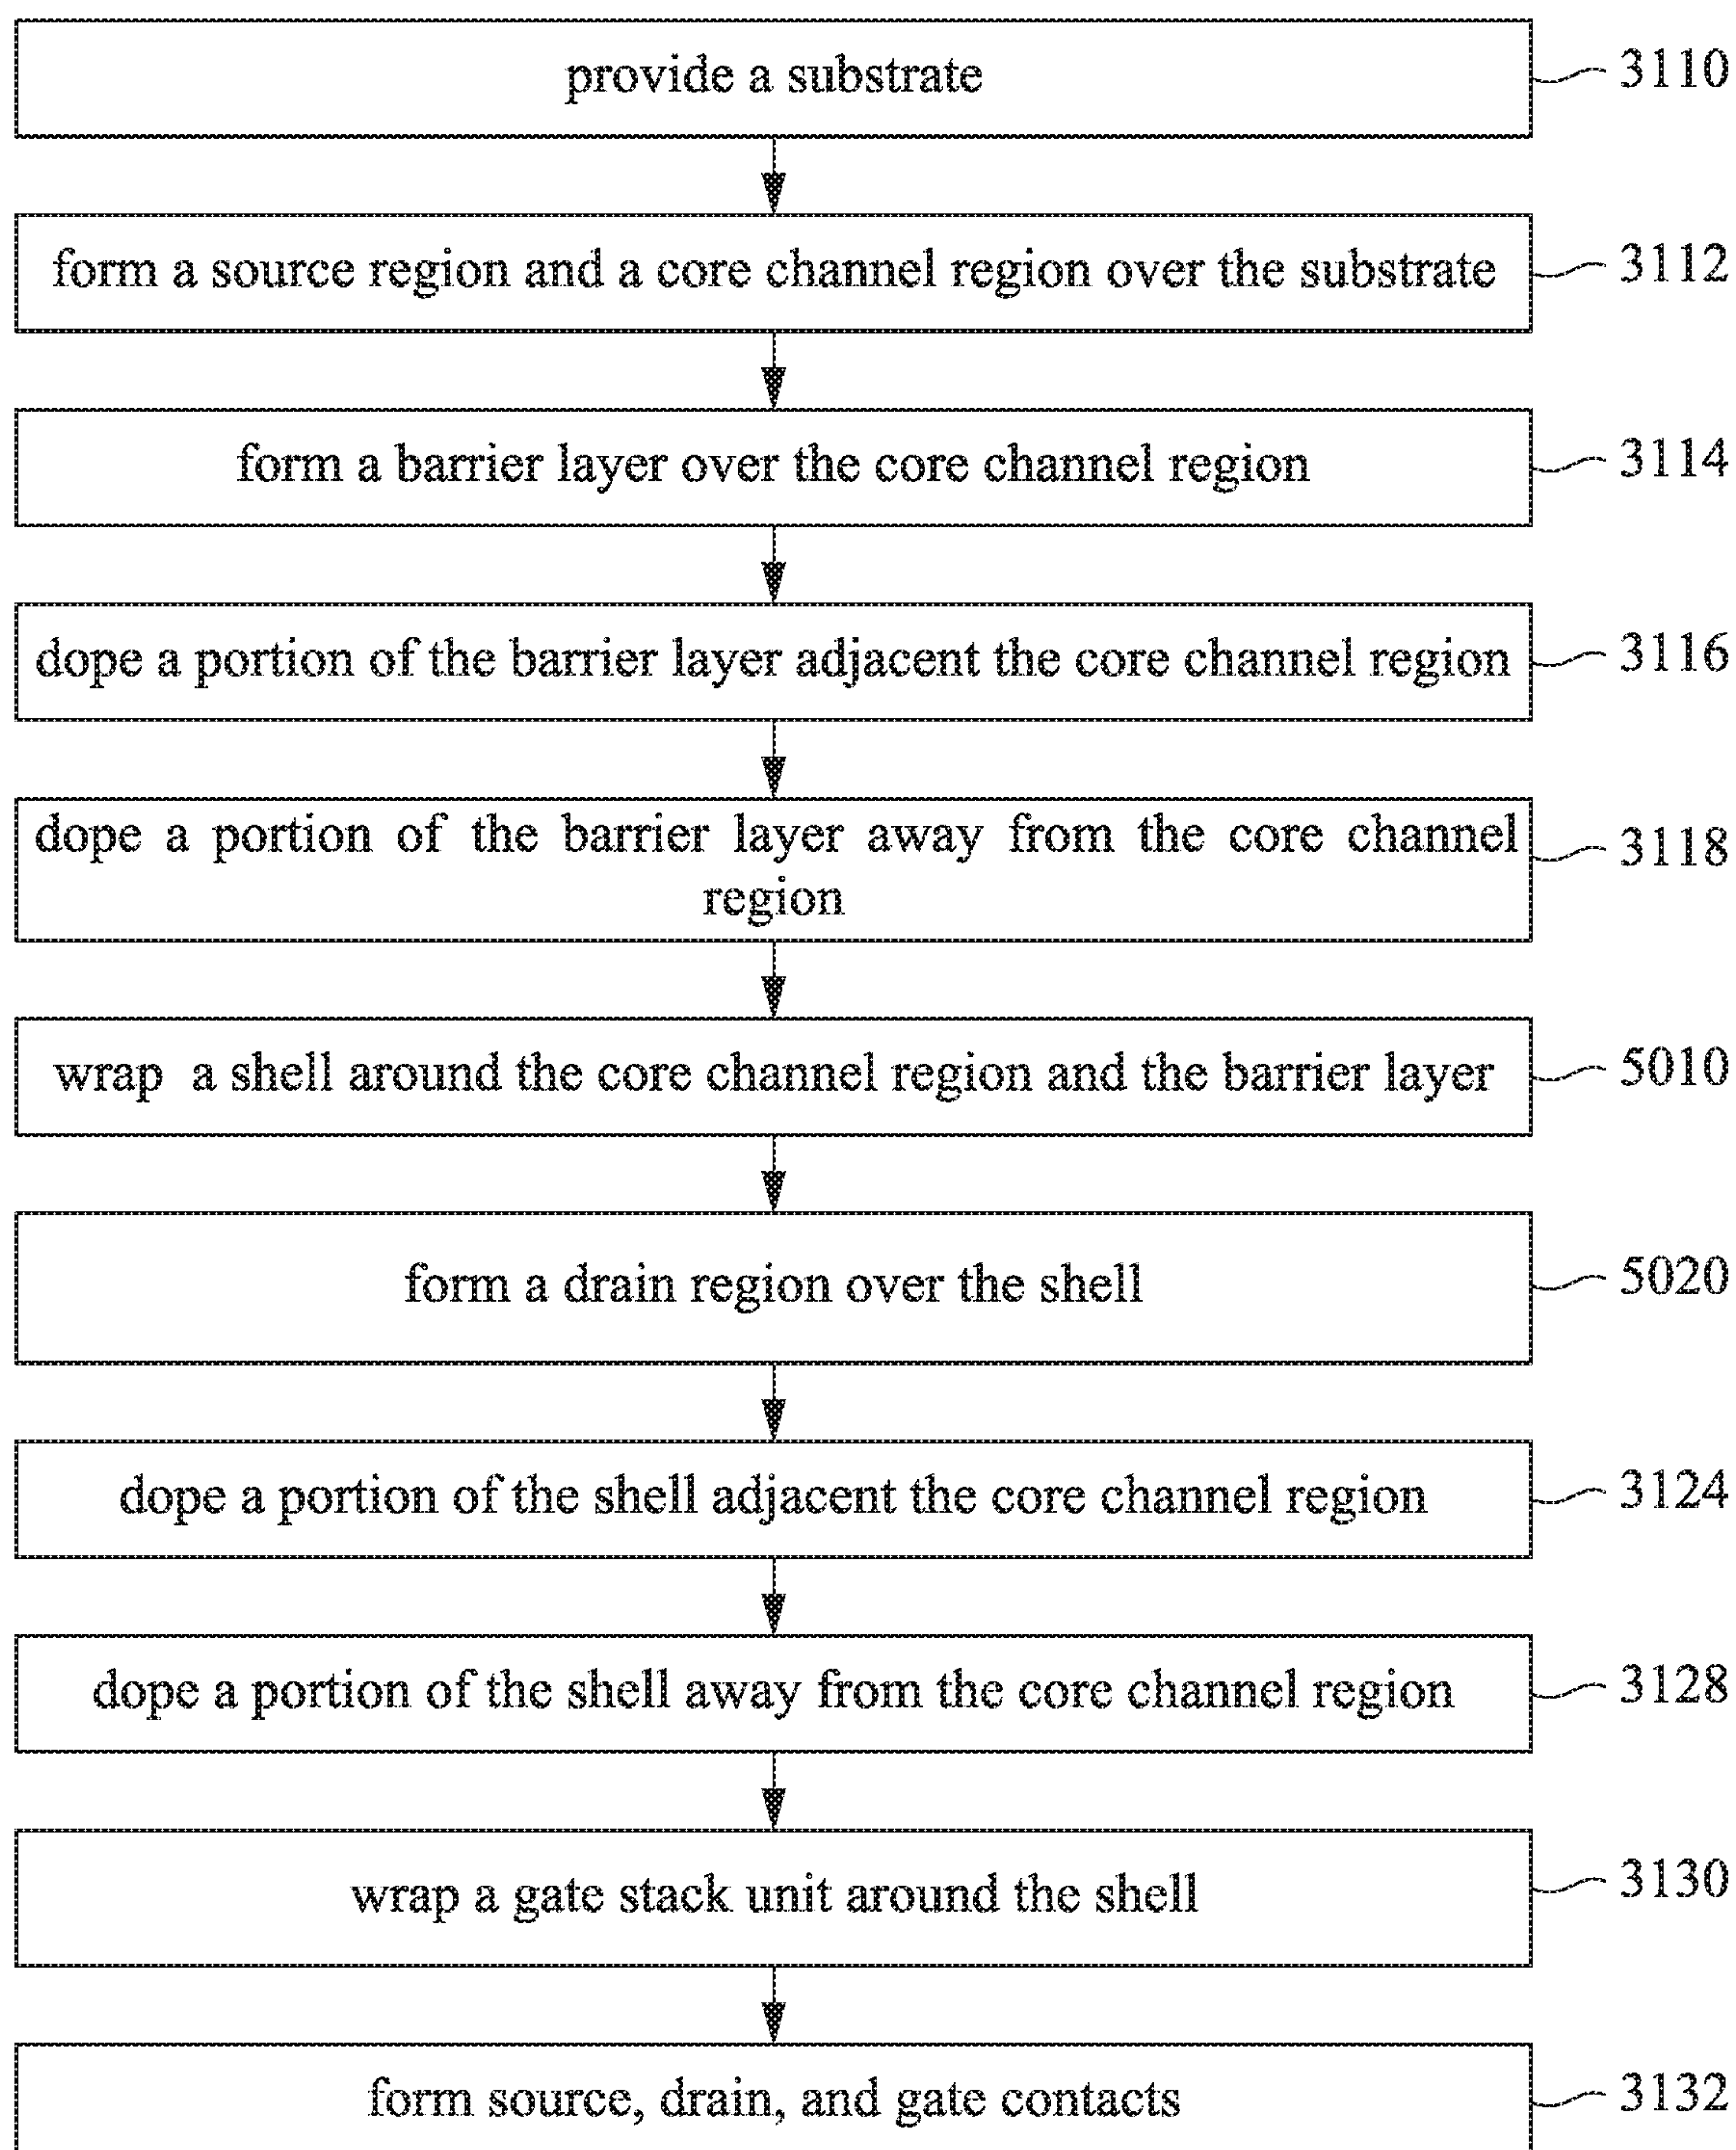 provide a substrate 3110
form a source region and a core channel region over the substrate 3112
form a barrier layer over the core channel region 3114
dope a portion of the barrier layer adjacent the core channel region 3116
dope a portion of the barrier layer away from the core channel
region 3118
wrap a shell around the core channel region and the barrier layer 5010
form a drain region over the shell 5020
dope a portion of the shell adjacent the core channel region 3124
dope a portion of the shell away from the core channel region 3128
wrap a gate stack unit around the shell 3130
form source, drain, and gate contacts 3132